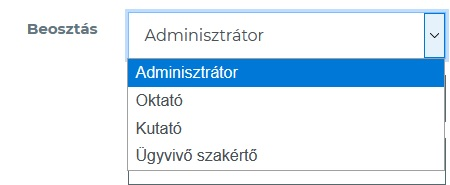 Beosztás Adminisztrátor
Adminisztrátor
Oktató
Kutató
Ügyvivő szakértő